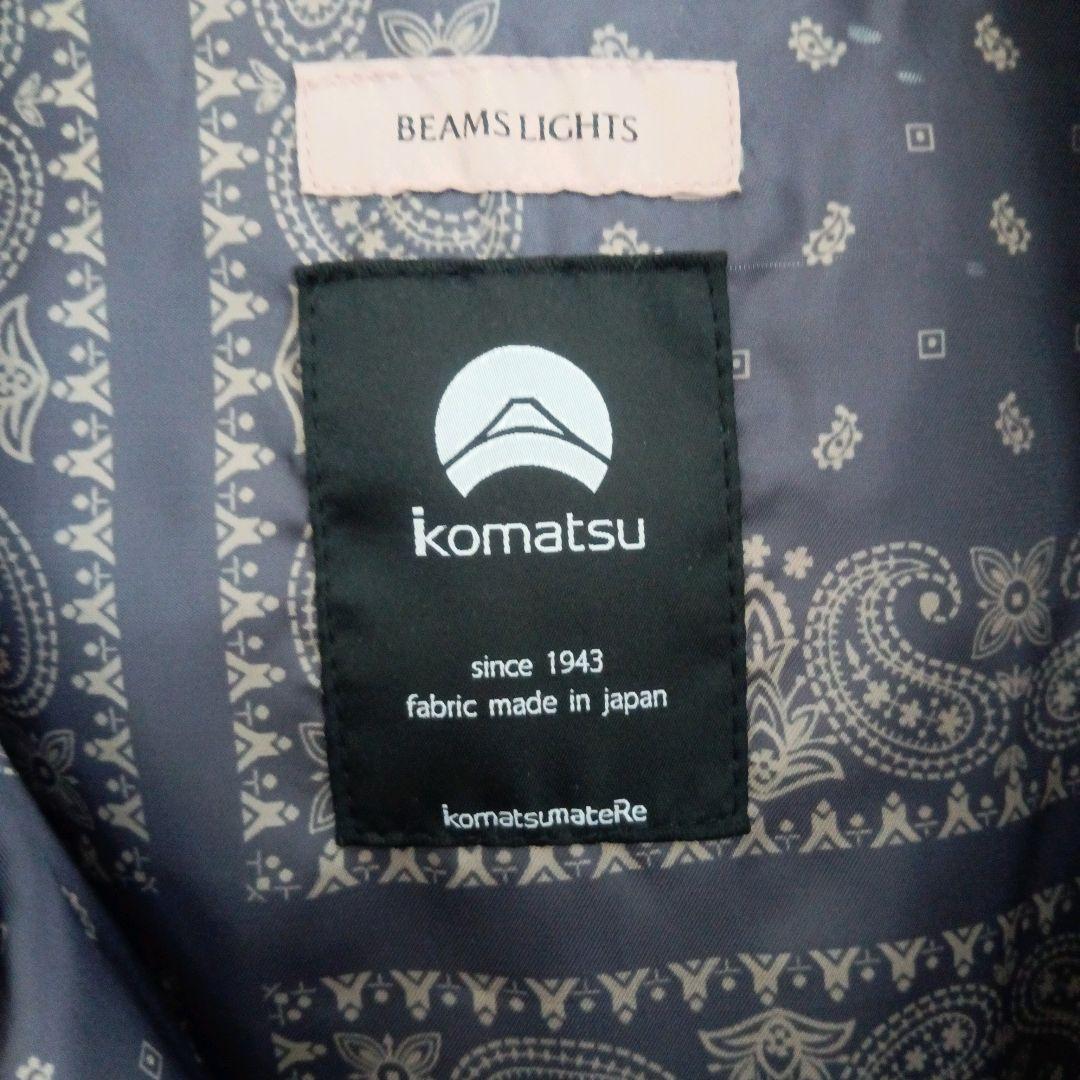 BEAMS LIGHTS
komatsu
since 1943
fabric made in japan
komatsumateRe